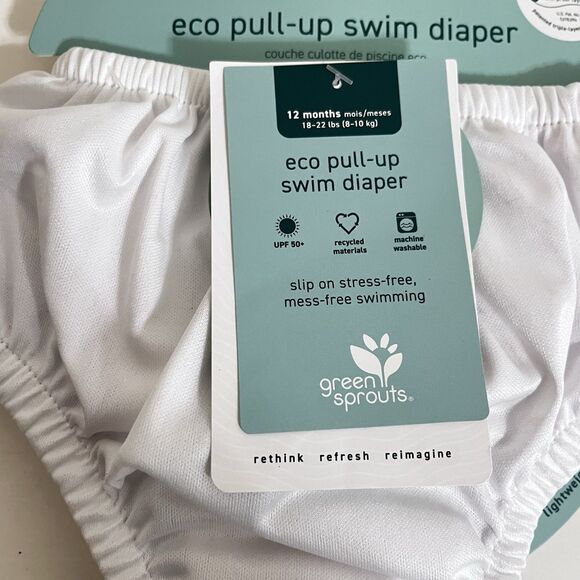 eco pull-up swim diaper
couche culotte de piscine eco
12 months mois/meses
18-22 lbs (8-10 kg)
eco pull-up
swim diaper
UPF 50+
recycled
materials
machine
washable
slip on stress-free,
mess-free swimming
green
sprouts®
rethink refresh reimagine